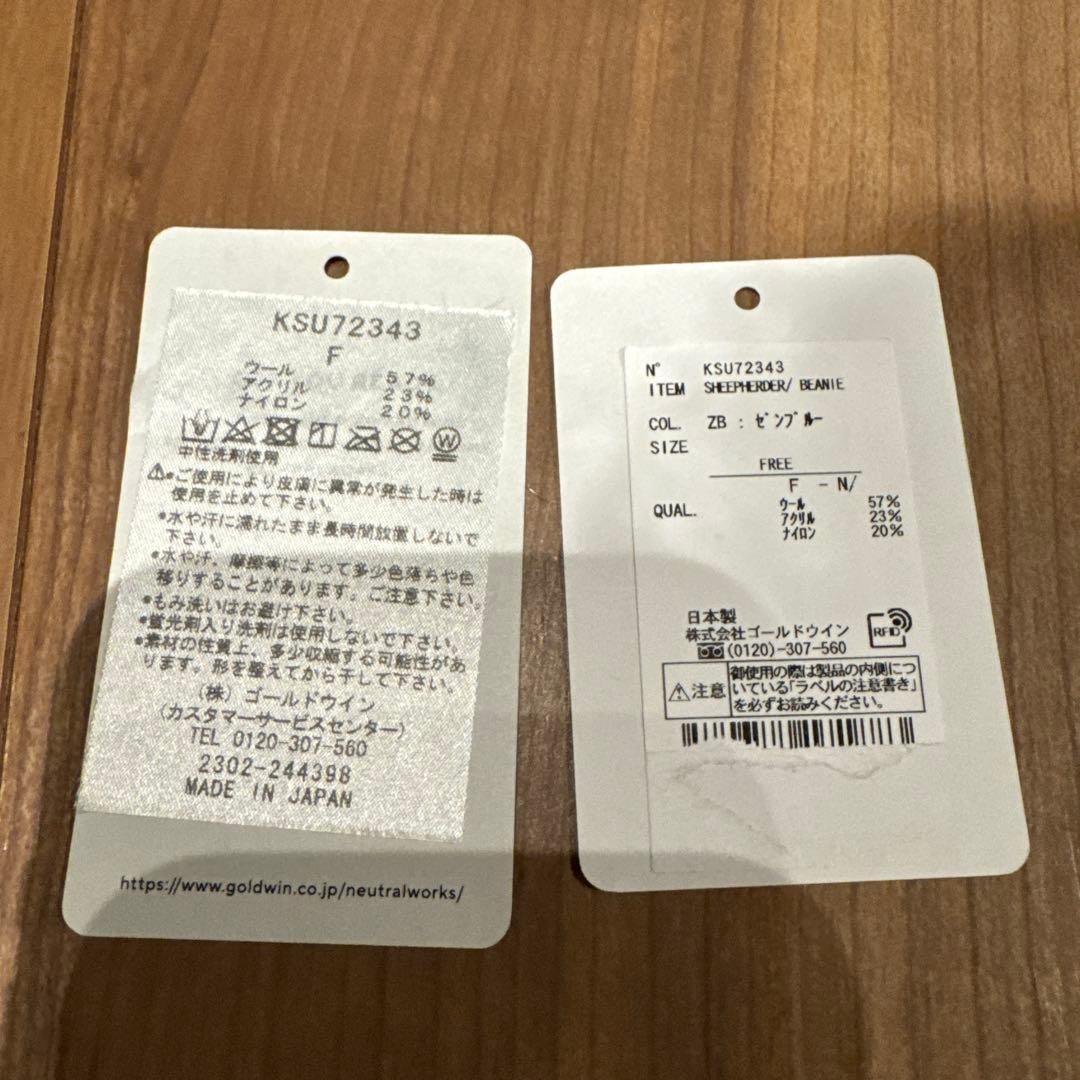 KSU72343
F
ウール 57%
アクリル 23%
ナイロン 20%
W
中性洗剤使用
⚠•ご使用により皮膚に異常が発生した時は
使用を止めて下さい。
•水や汗に濡れたまま長時間放置しないで
下さい。
•水や汗、摩擦等によって多少色落ちや色
移りすることがあります。ご注意下さい。
•もみ洗いはお避け下さい。
•蛍光剤入り洗剤は使用しないで下さい。
•素材の性質上、多少収縮する可能性があ
ります。形を整えてから干して下さい。
(株)ゴールドウイン
(カスタマーサービスセンター)
TEL 0120-307-560
2302-244398
MADE IN JAPAN
https://www.goldwin.co.jp/neutralworks/
N° KSU72343
ITEM SHEEPHERDER/ BEANIE
COL. ZB : ゼンブルー
SIZE
FREE
F - N/
QUAL. ウール 57%
アクリル 23%
ナイロン 20%
日本製
株式会社ゴールドウイン
(0120)-307-560
RFID
⚠注意
御使用の際は製品の内側につ
いている「ラベルの注意書き」
を必ずお読みください。